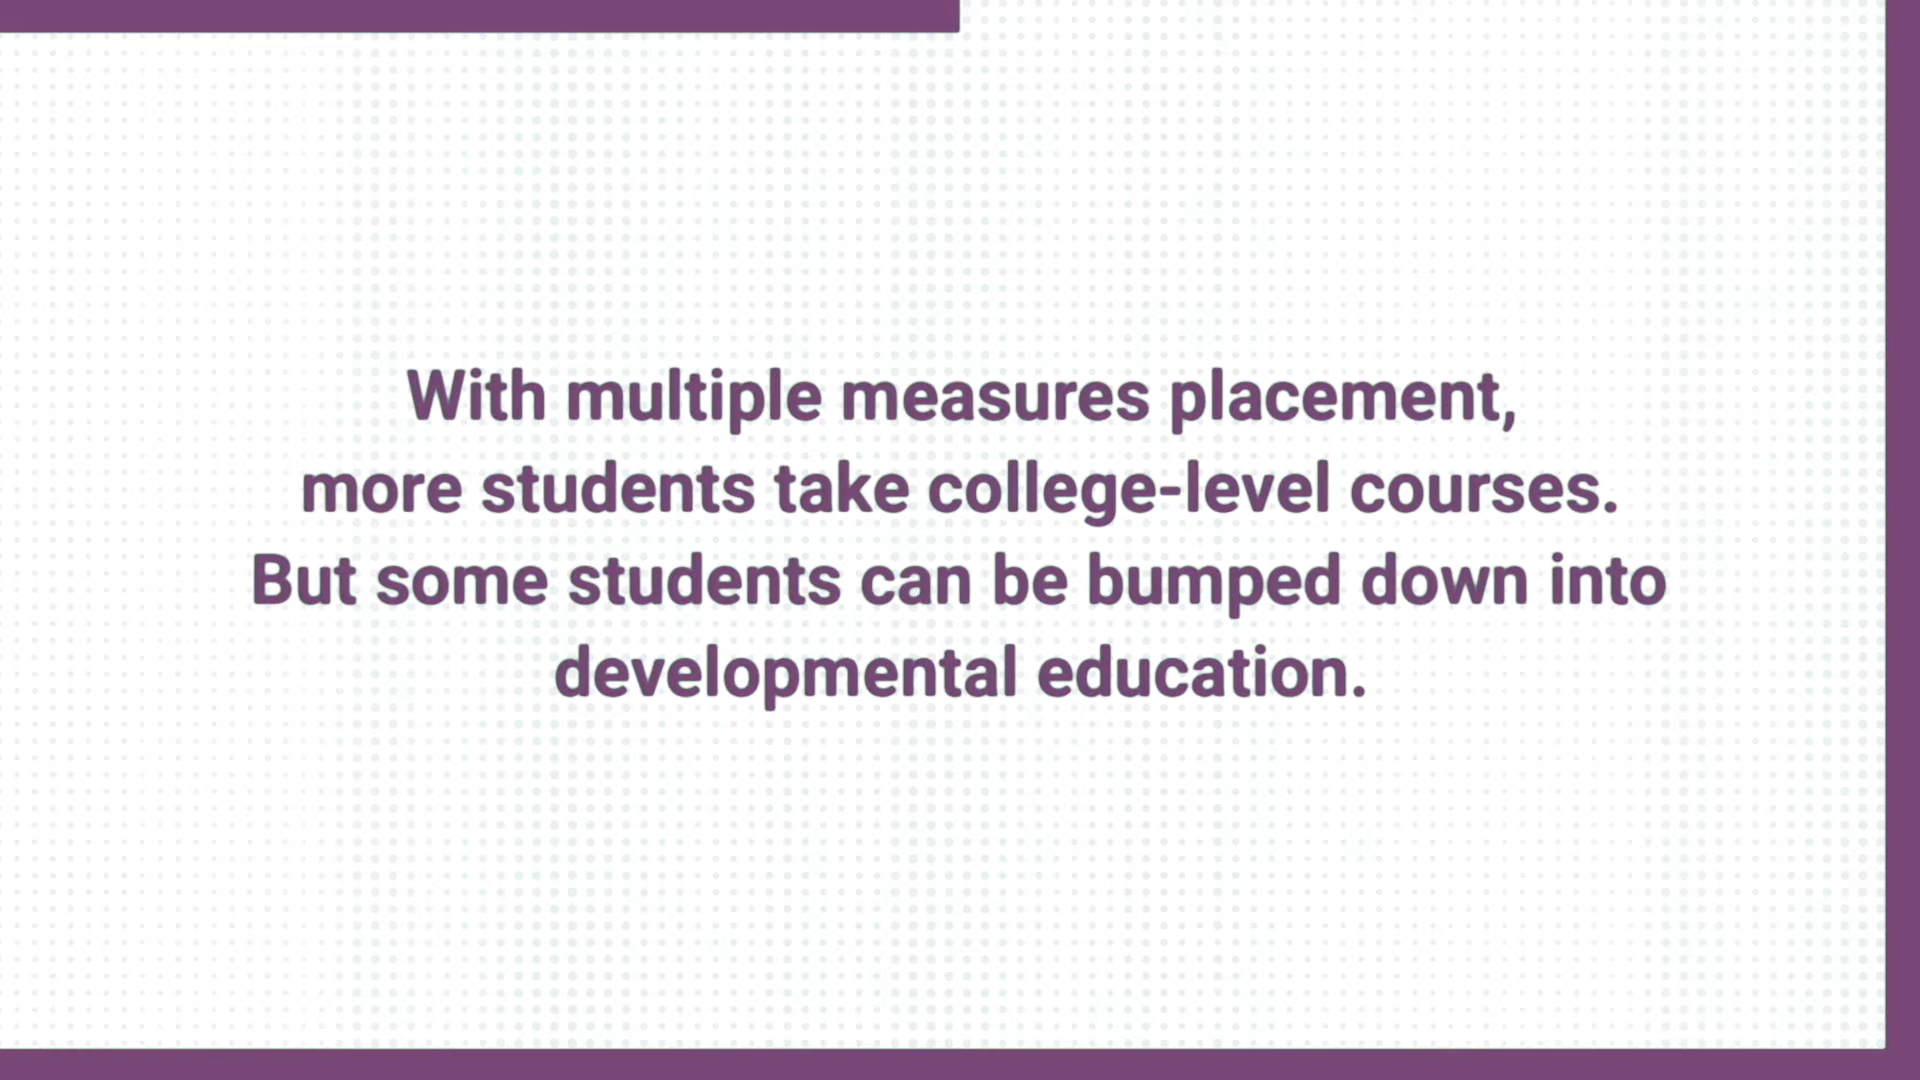 With multiple measures placement,
more students take college-level courses.
But some students can be bumped down into
developmental education.